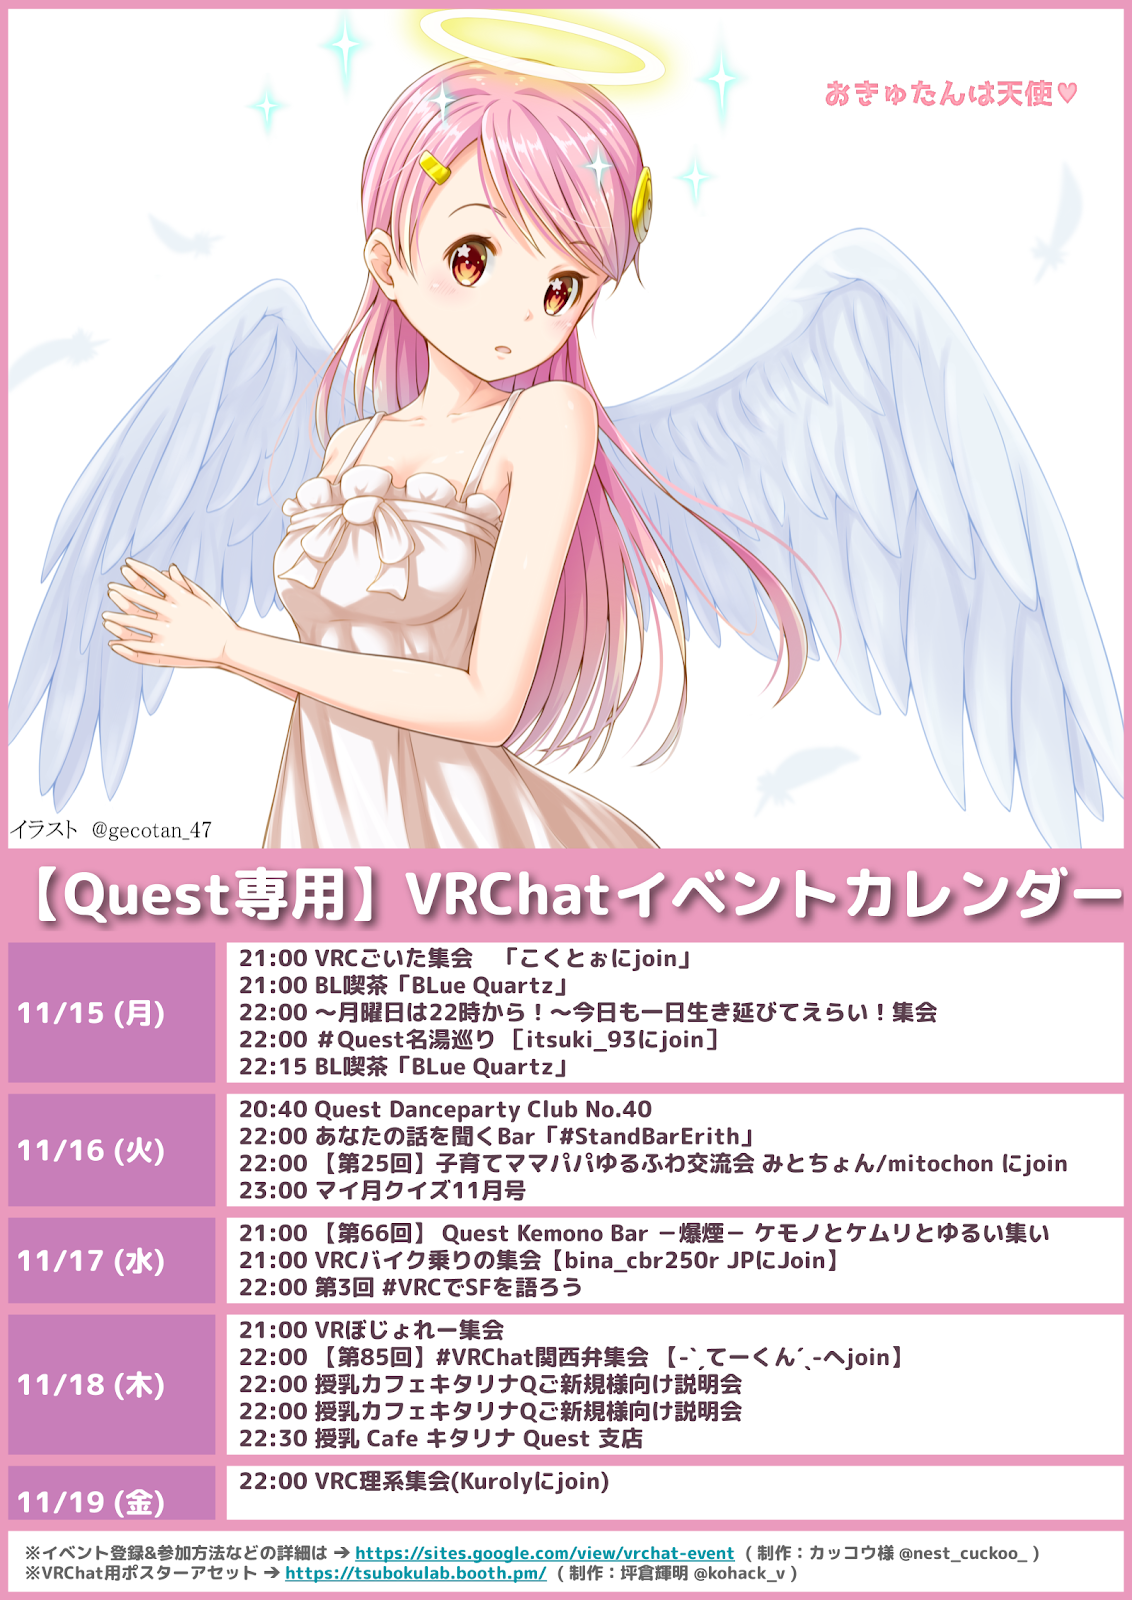 おきゅたんは天使♥
イラスト @gecotan_47
【Quest専用】VRChatイベントカレンダー
11/15 (月)
21:00 VRCごいた集会 「こくとぉにjoin」
21:00 BL喫茶「BLue Quartz」
22:00 ～月曜日は22時から！～今日も一日生き延びてえらい！集会
22:00 #Quest名湯巡り ［itsuki_93にjoin］
22:15 BL喫茶「BLue Quartz」
11/16 (火)
20:40 Quest Danceparty Club No.40
22:00 あなたの話を聞くBar「#StandBarErith」
22:00 【第25回】子育てママパパゆるふわ交流会 みとちょん/mitochon にjoin
23:00 マイ月クイズ11月号
11/17 (水)
21:00 【第66回】 Quest Kemono Bar －爆煙－ ケモノとケムリとゆるい集い
21:00 VRCバイク乗りの集会【bina_cbr250r JPにJoin】
22:00 第3回 #VRCでSFを語ろう
11/18 (木)
21:00 VRぼじょれー集会
22:00 【第85回】#VRChat関西弁集会 【-ˋˏてーくんˊˎ-へjoin】
22:00 授乳カフェキタリナQご新規様向け説明会
22:00 授乳カフェキタリナQご新規様向け説明会
22:30 授乳 Cafe キタリナ Quest 支店
11/19 (金)
22:00 VRC理系集会(Kurolyにjoin)
※イベント登録&参加方法などの詳細は → https://sites.google.com/view/vrchat-event ( 制作：カッコウ様 @nest_cuckoo_ )
※VRChat用ポスターアセット → https://tsubokulab.booth.pm/ ( 制作：坪倉輝明 @kohack_v )